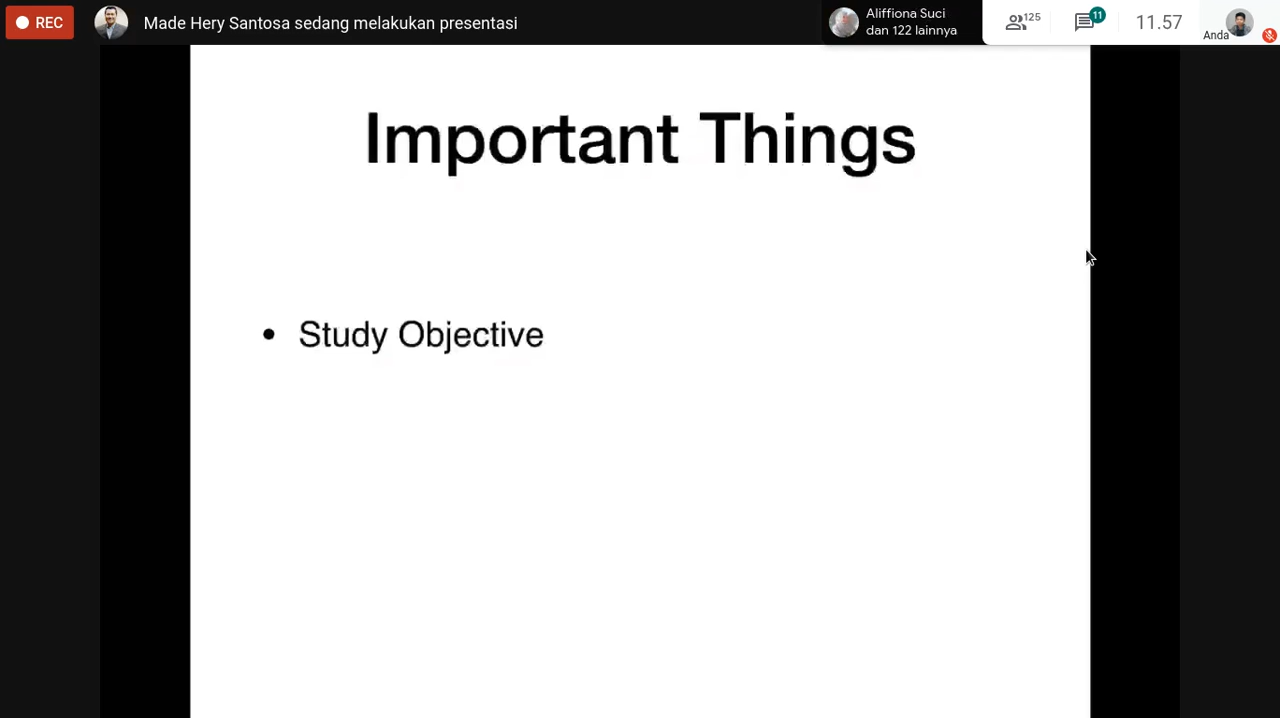 REC
Made Hery Santosa sedang melakukan presentasi
Aliffiona Suci
dan 122 lainnya
125
11
11.57
Anda
Important Things
• Study Objective